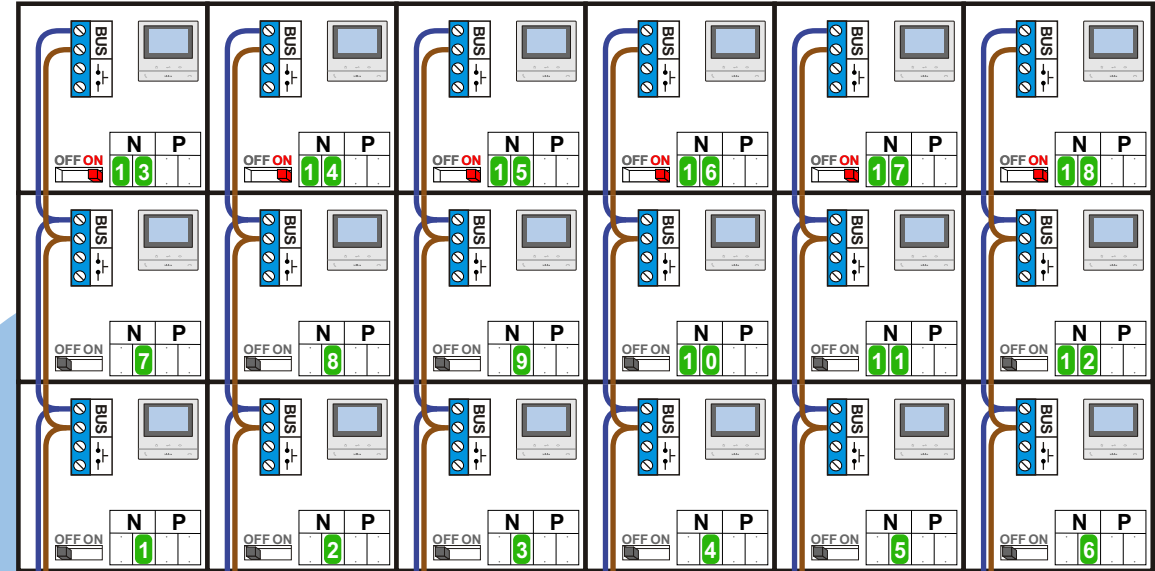 BUS BUS BUS BUS BUS BUS
N P N P N P N P N P N P
OFF ON 13 OFF ON 14 OFF ON 15 OFF ON 16 OFF ON 17 OFF ON 18
BUS BUS BUS BUS BUS BUS
N P N P N P N P N P N P
OFF ON 7 OFF ON 8 OFF ON 9 OFF ON 10 OFF ON 11 OFF ON 12
BUS BUS BUS BUS BUS BUS
N P N P N P N P N P N P
OFF ON 1 OFF ON 2 OFF ON 3 OFF ON 4 OFF ON 5 OFF ON 6